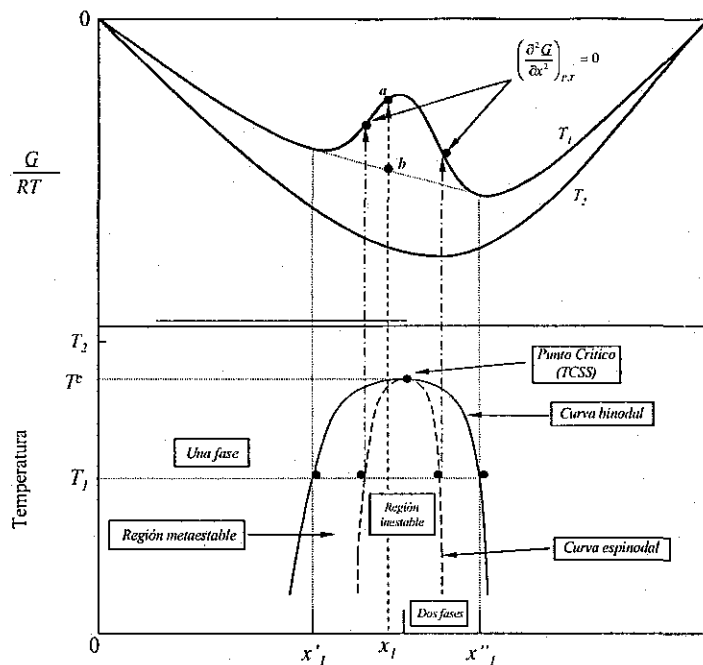 0
0
a
(∂²G/∂x²)P,T = 0
b
T1
G/RT
T2
T2
Punto Crítico
(TCSS)
Tc
Curva binodal
Temperatura
Una fase
T1
Región
inestable
Región metaestable
Curva espinodal
Dos fases
0
x'1
x1
x''1